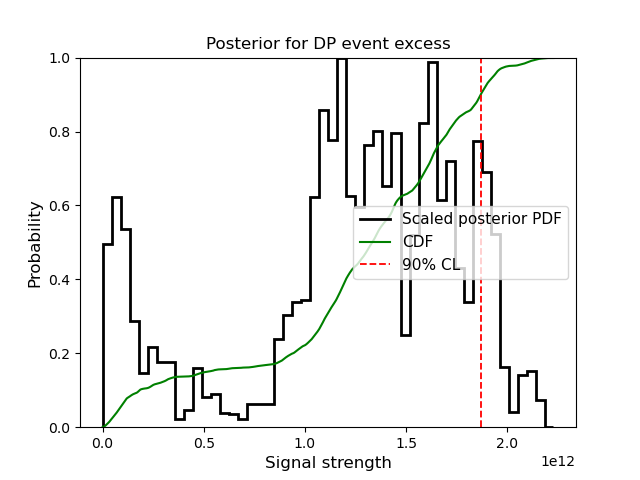 Posterior for DP event excess
1.0
0.8
0.6
0.4
0.2
0.0
Probability
Scaled posterior PDF
CDF
90% CL
0.0 0.5 1.0 1.5 2.0
1e12
Signal strength